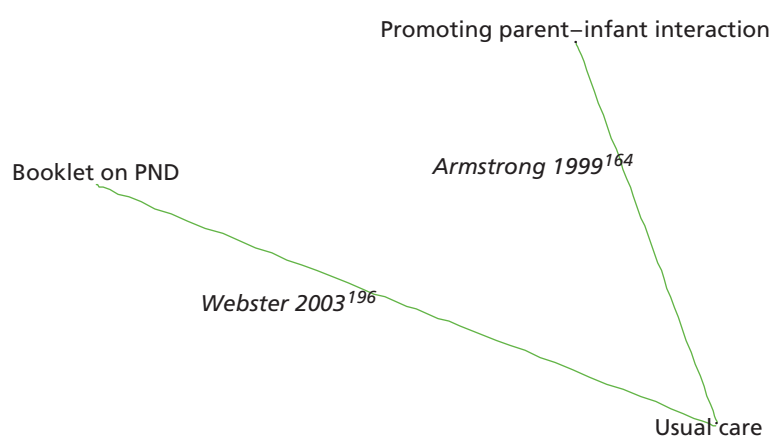 Promoting parent–infant interaction
Armstrong 1999164
Booklet on PND
Webster 2003196
Usual care